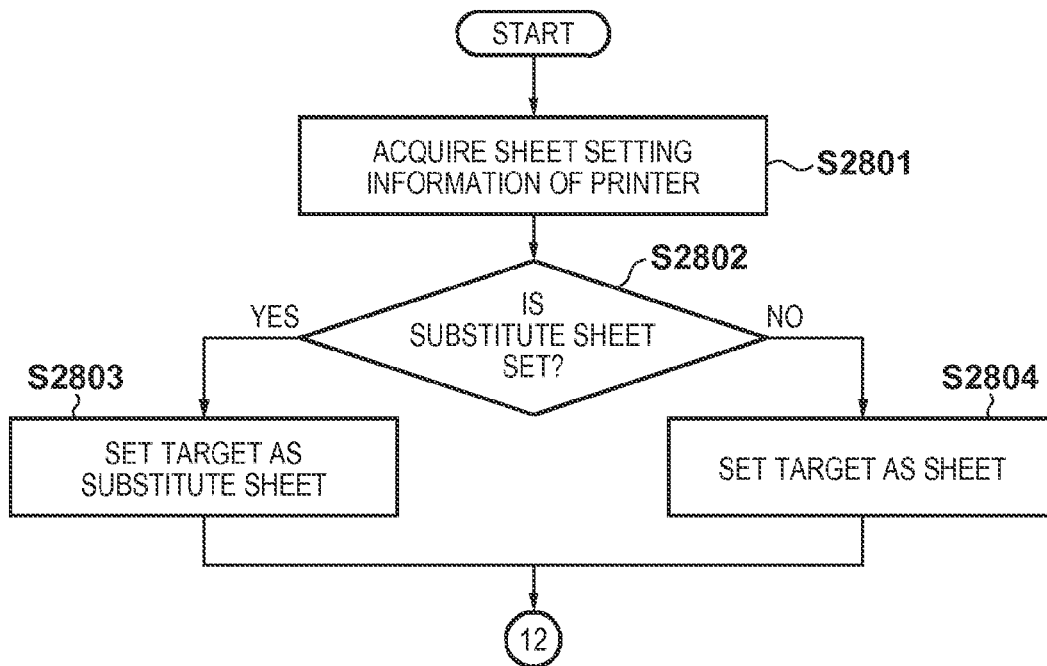 START
ACQUIRE SHEET SETTING
INFORMATION OF PRINTER
S2801
S2802
IS
SUBSTITUTE SHEET
SET?
YES
NO
S2803
S2804
SET TARGET AS
SUBSTITUTE SHEET
SET TARGET AS SHEET
12